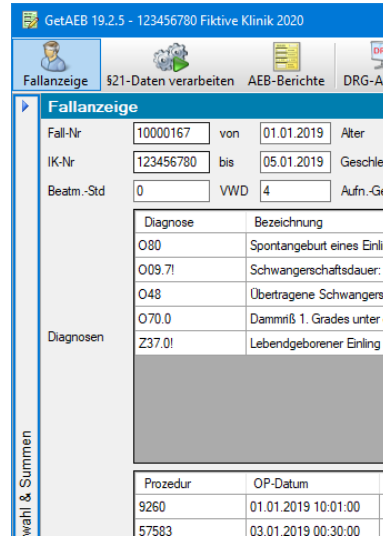 GetAEB 19.2.5 - 123456780 Fiktive Klinik 2020
Fallanzeige §21-Daten verarbeiten AEB-Berichte DRG-A
Fallanzeige
Fall-Nr 10000167 von 01.01.2019 Alter
IK-Nr 123456780 bis 05.01.2019 Geschle
Beatm.-Std 0 VWD 4 Aufn.-Ge
Diagnose Bezeichnung
O80 Spontangeburt eines Einli
O09.7! Schwangerschaftsdauer:
O48 Übertragene Schwangers
O70.0 Dammriß 1. Grades unter
Diagnosen
Z37.0! Lebendgeborener Einling
wahl & Summen
Prozedur OP-Datum
9260 01.01.2019 10:01:00
57583 03.01.2019 00:30:00